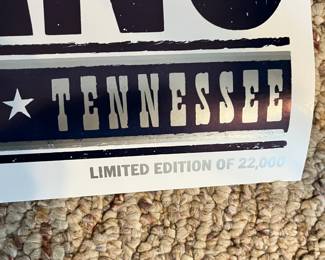 TENNESSEE
LIMITED EDITION OF 22,000